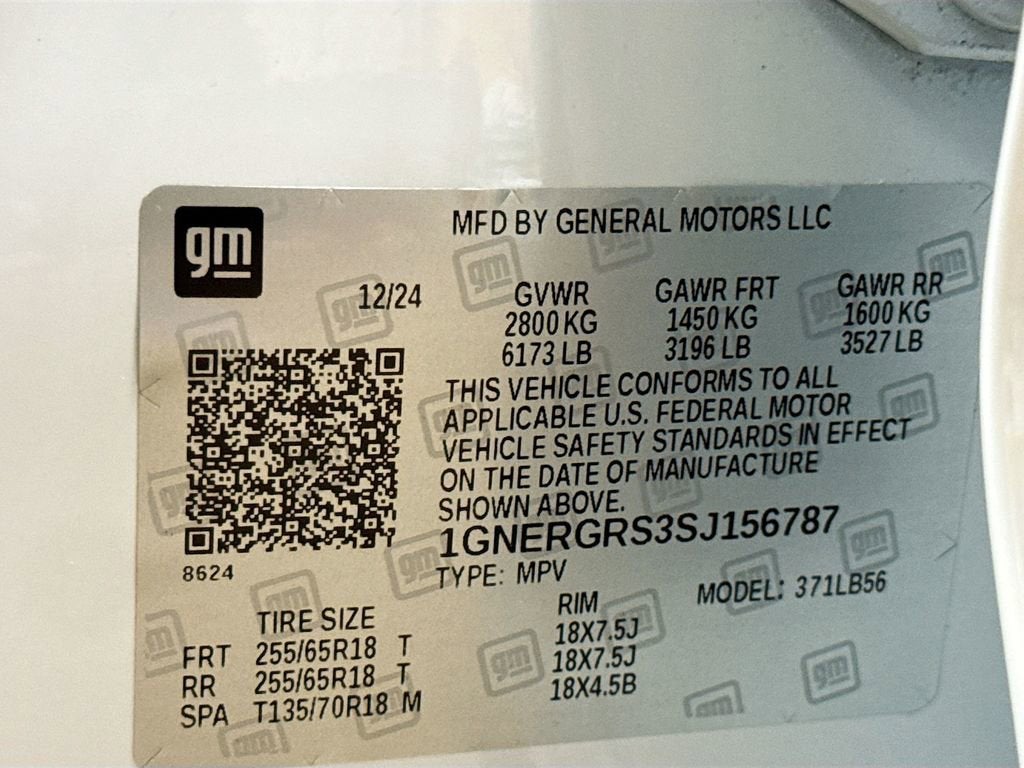 gm
MFD BY GENERAL MOTORS LLC
12/24
GVWR GAWR FRT GAWR RR
2800 KG 1450 KG 1600 KG
6173 LB 3196 LB 3527 LB
THIS VEHICLE CONFORMS TO ALL
APPLICABLE U.S. FEDERAL MOTOR
VEHICLE SAFETY STANDARDS IN EFFECT
ON THE DATE OF MANUFACTURE
SHOWN ABOVE.
1GNERGRS3SJ156787
8624
TYPE: MPV MODEL: 371LB56
TIRE SIZE RIM
FRT 255/65R18 T 18X7.5J
RR 255/65R18 T 18X7.5J
SPA T135/70R18 M 18X4.5B